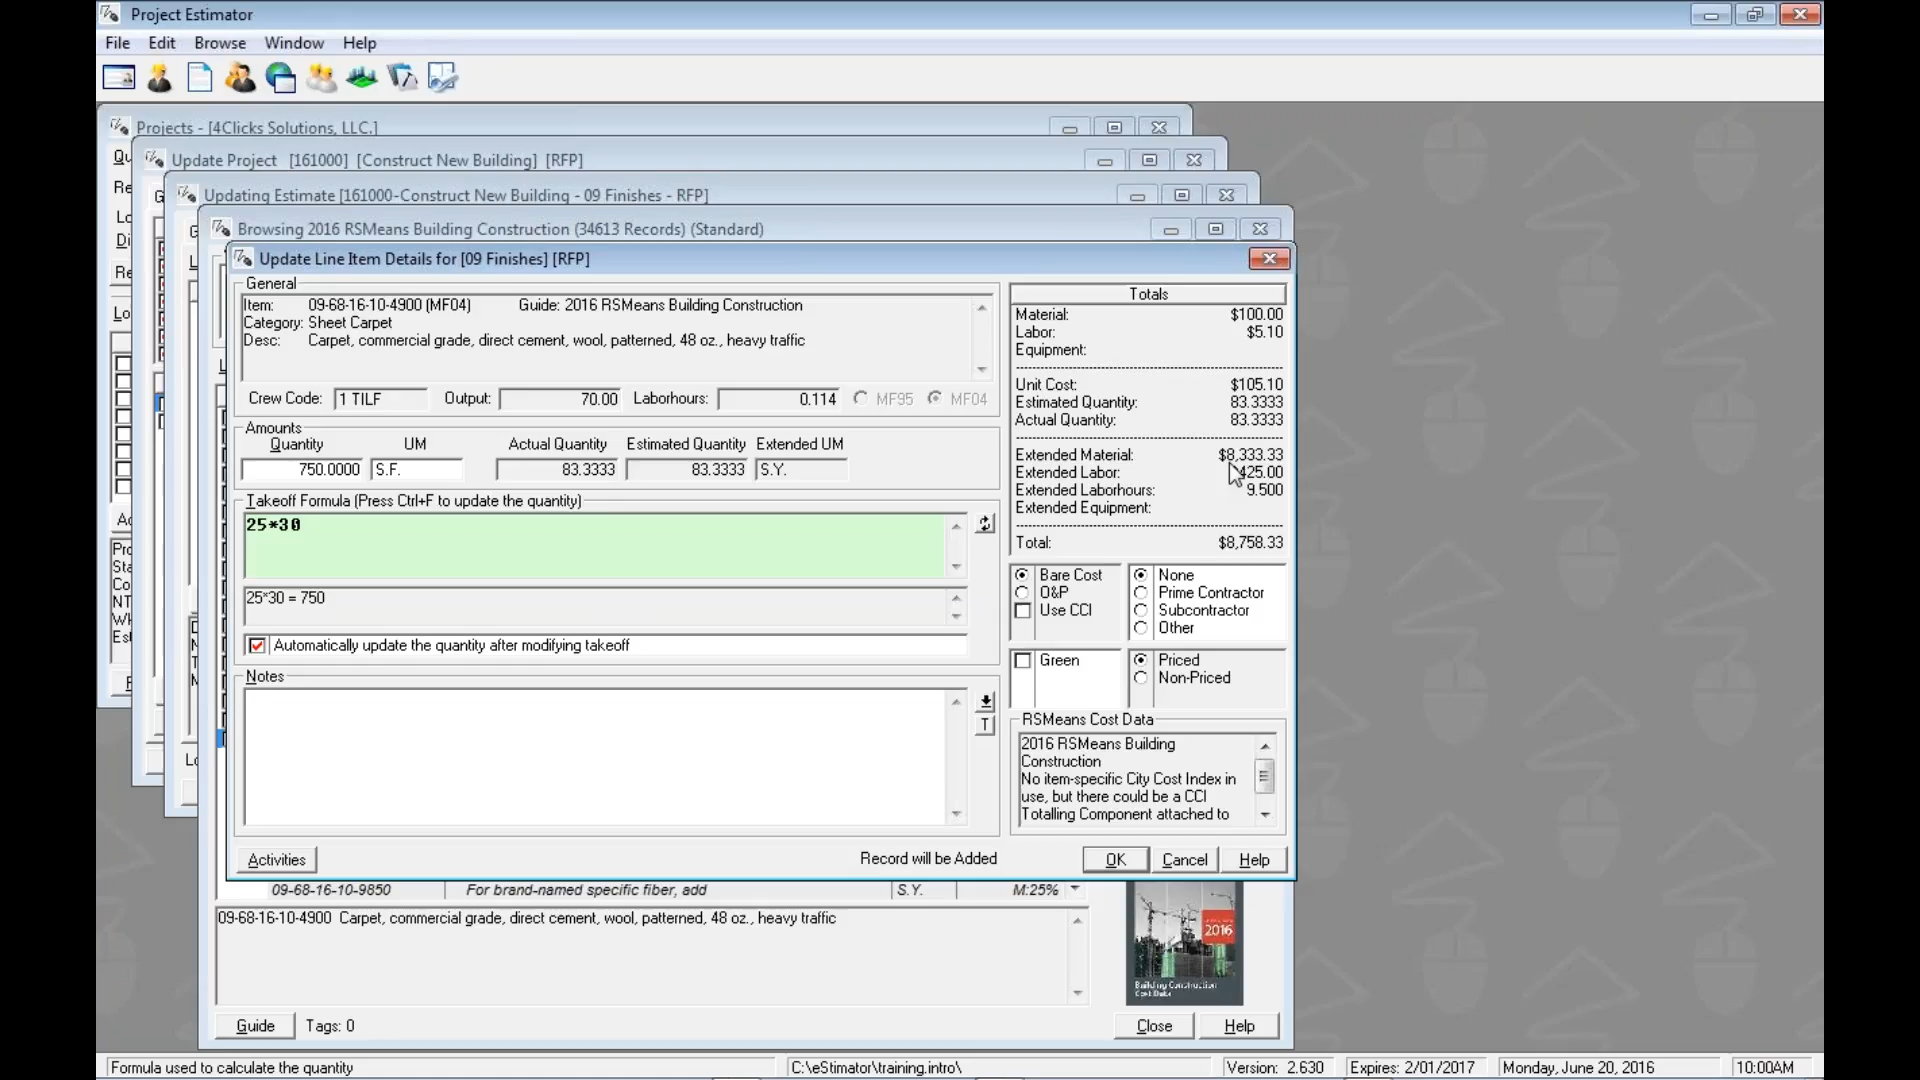 Project Estimator
File Edit Browse Window Help
Projects - [4Clicks Solutions, LLC.]
Update Project [161000] [Construct New Building] [RFP]
Updating Estimate [161000-Construct New Building - 09 Finishes - RFP]
Browsing 2016 RSMeans Building Construction (34613 Records) (Standard)
Update Line Item Details for [09 Finishes] [RFP]
General
Item: 09-68-16-10-4900 (MF04) Guide: 2016 RSMeans Building Construction
Category: Sheet Carpet
Desc: Carpet, commercial grade, direct cement, wool, patterned, 48 oz., heavy traffic
Crew Code: 1 TILF Output: 70.00 Laborhours: 0.114 MF95 MF04
Amounts
Quantity UM Actual Quantity Estimated Quantity Extended UM
750.0000 S.F. 83.3333 83.3333 S.Y.
Takeoff Formula (Press Ctrl+F to update the quantity)
25*30
25*30 = 750
Automatically update the quantity after modifying takeoff
Notes
T
Activities
Record will be Added
OK Cancel Help
Totals
Material: $100.00
Labor: $5.10
Equipment:
Unit Cost: $105.10
Estimated Quantity: 83.3333
Actual Quantity: 83.3333
Extended Material: $8,333.33
Extended Labor: 425.00
Extended Laborhours: 9.500
Extended Equipment:
Total: $8,758.33
Bare Cost None
O&P Prime Contractor
Use CCI Subcontractor
Other
Green Priced
Non-Priced
RSMeans Cost Data
2016 RSMeans Building
Construction
No item-specific City Cost Index in
use, but there could be a CCI
Totalling Component attached to
09-68-16-10-9850 For brand-named specific fiber, add S.Y. M:25%
09-68-16-10-4900 Carpet, commercial grade, direct cement, wool, patterned, 48 oz., heavy traffic
2016
Building Construction
Cost Data
Guide Tags: 0 Close Help
Formula used to calculate the quantity C:\eStimator\training.intro\ Version: 2.630 Expires: 2/01/2017 Monday, June 20, 2016 10:00AM